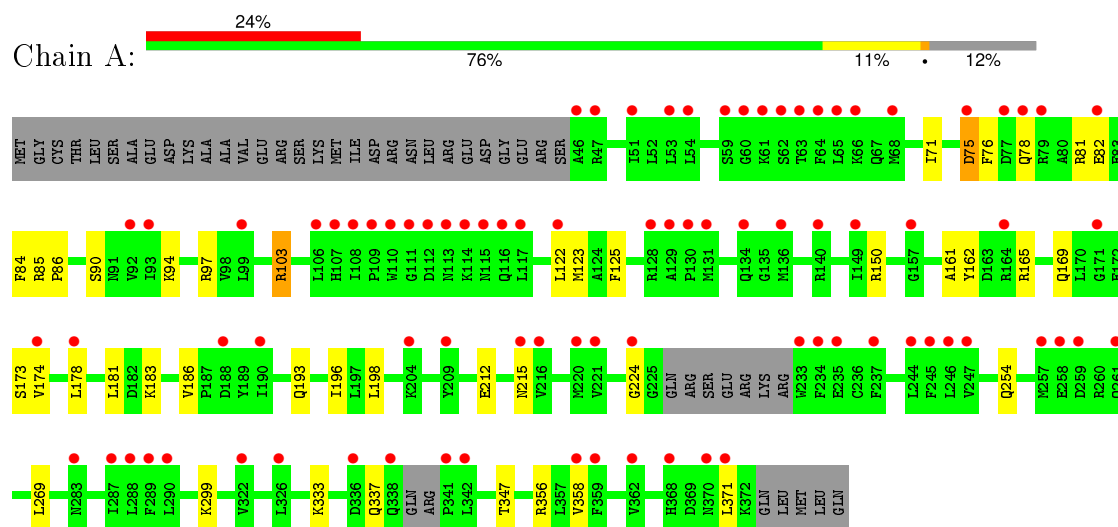 24%
Chain A:
76% 11% • 12%
MET GLY CYS THR LEU SER ALA GLU ASP LYS ALA ALA VAL GLU ARG SER LYS MET ILE ASP ARG ASN LEU ARG GLU ASP GLY GLU ARG SER A46 R47 I51 L52 L53 L54 S59 G60 K61 S62 T63 F64 L65 K66 Q67 M68 I71 D75 F76 D77 Q78 R79 A80 R81 E82
F84 R85 P86 S90 N91 V92 I93 K94 R97 V98 L99 R103 L106 H107 I108 P109 W110 G111 D112 N113 K114 N115 Q116 L117 L122 M123 A124 F125 R128 A129 P130 M131 Q134 G135 M136 R140 I149 R150 G157 A161 Y162 D163 R164 R165 Q169 L170 G171
S173 V174 L178 L181 D182 K183 V186 P187 D188 Y189 I190 Q193 I196 L197 L198 K204 Y209 E212 N215 V216 M220 V221 G224 G225 GLN ARG SER GLU ARG LYS ARG W233 F234 E235 C236 F237 L244 F245 L246 V247 Q254 M257 E258 D259 R260
L269 N283 I287 L288 F289 L290 K299 V322 L326 K333 D336 Q337 Q338 GLN ARG P341 L342 T347 R356 L357 V358 F359 V362 H368 D369 N370 L371 K372 GLN LEU MET LEU GLN